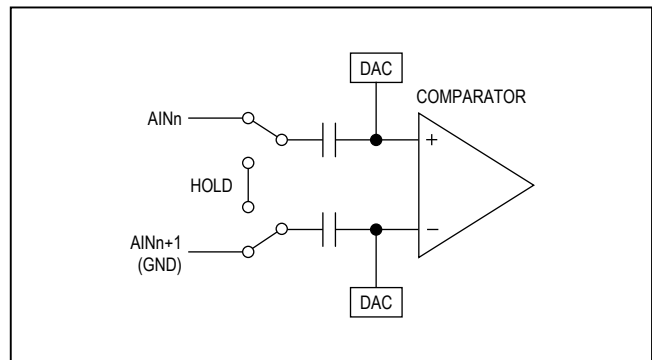 DAC
COMPARATOR
AINn
+
HOLD
−
AINn+1
(GND)
DAC